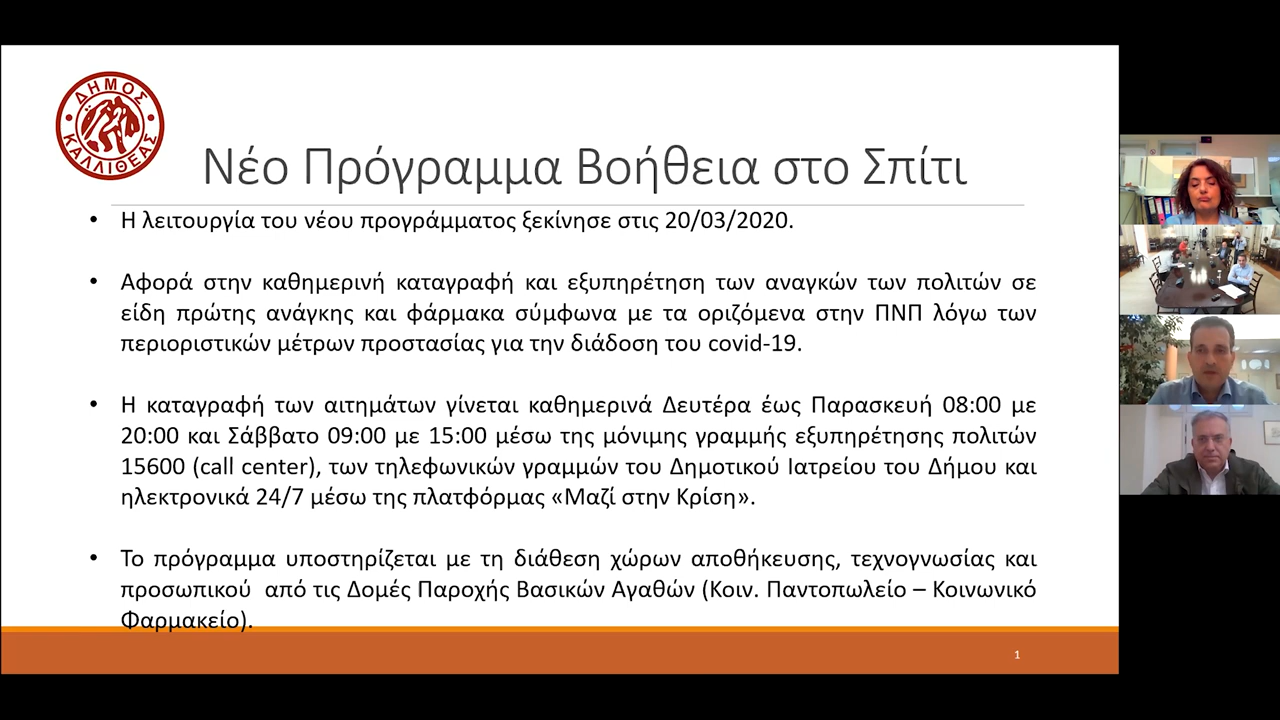 ΔΗΜΟΣ
ΚΑΛΛΙΘΕΑΣ
Νέο Πρόγραμμα Βοήθεια στο Σπίτι
• Η λειτουργία του νέου προγράμματος ξεκίνησε στις 20/03/2020.
• Αφορά στην καθημερινή καταγραφή και εξυπηρέτηση των αναγκών των πολιτών σε
είδη πρώτης ανάγκης και φάρμακα σύμφωνα με τα οριζόμενα στην ΠΝΠ λόγω των
περιοριστικών μέτρων προστασίας για την διάδοση του covid-19.
• Η καταγραφή των αιτημάτων γίνεται καθημερινά Δευτέρα έως Παρασκευή 08:00 με
20:00 και Σάββατο 09:00 με 15:00 μέσω της μόνιμης γραμμής εξυπηρέτησης πολιτών
15600 (call center), των τηλεφωνικών γραμμών του Δημοτικού Ιατρείου του Δήμου και
ηλεκτρονικά 24/7 μέσω της πλατφόρμας «Μαζί στην Κρίση».
• Το πρόγραμμα υποστηρίζεται με τη διάθεση χώρων αποθήκευσης, τεχνογνωσίας και
προσωπικού από τις Δομές Παροχής Βασικών Αγαθών (Κοιν. Παντοπωλείο – Κοινωνικό
Φαρμακείο).
1